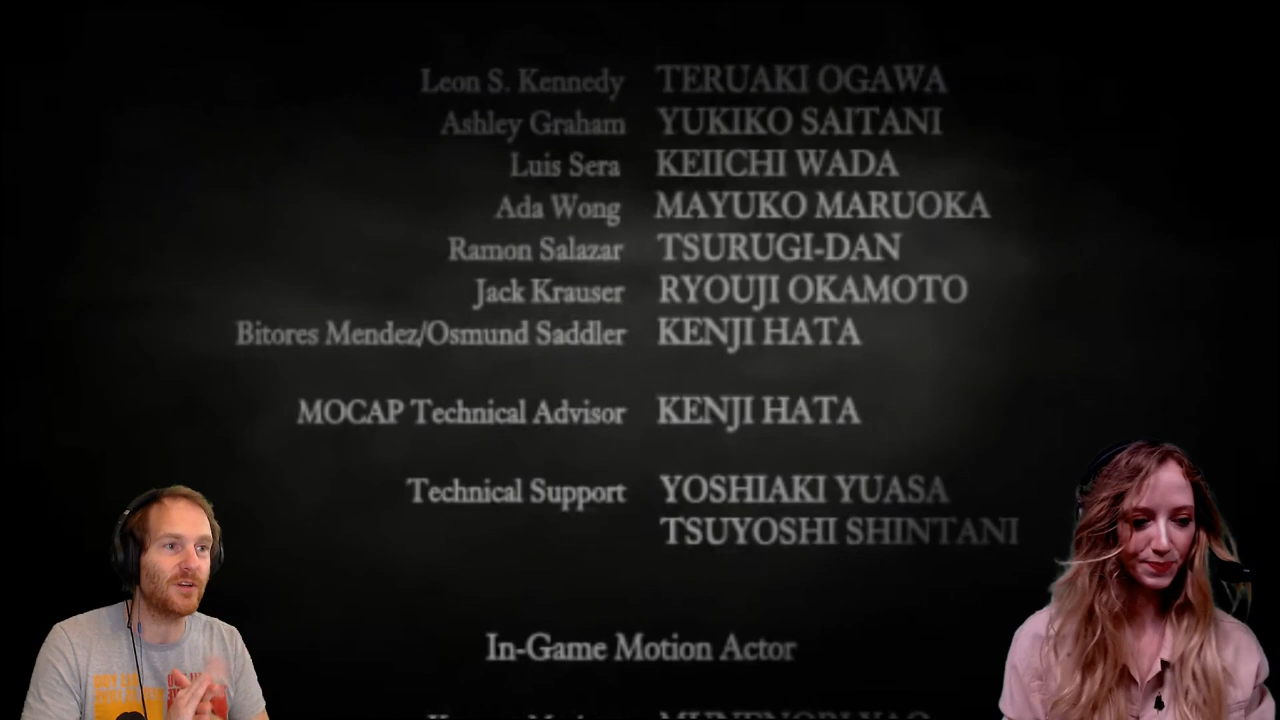 Leon S. Kennedy TERUAKI OGAWA
Ashley Graham YUKIKO SAITANI
Luis Sera KEIICHI WADA
Ada Wong MAYUKO MARUOKA
Ramon Salazar TSURUGI-DAN
Jack Krauser RYOUJI OKAMOTO
Bitores Mendez/Osmund Saddler KENJI HATA
MOCAP Technical Advisor KENJI HATA
Technical Support YOSHIAKI YUASA
TSUYOSHI SHINTANI
In-Game Motion Actor